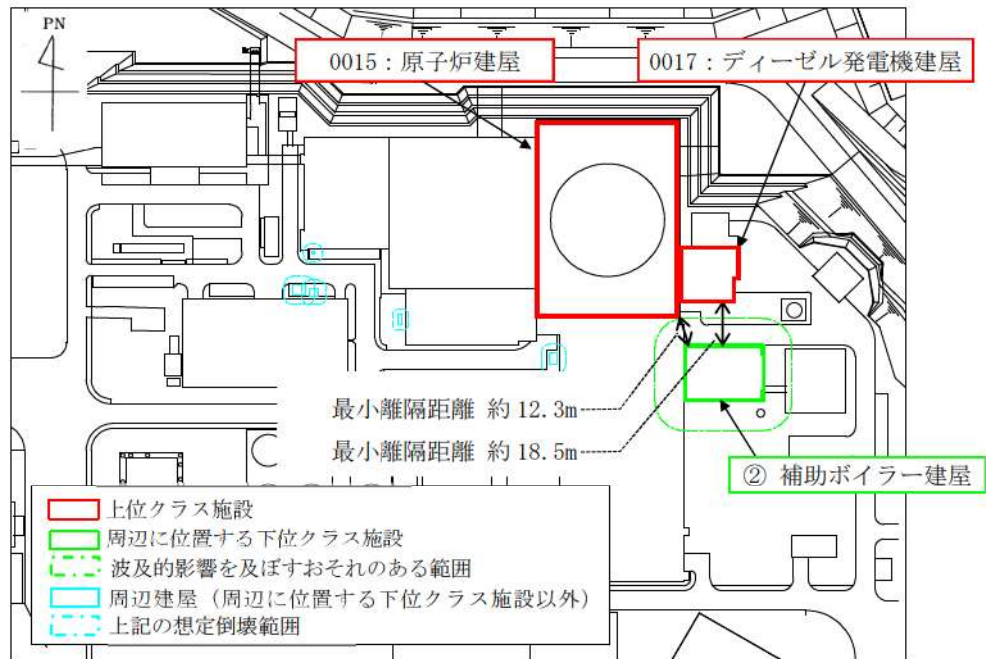 PN
0015：原子炉建屋
0017：ディーゼル発電機建屋
最小離隔距離 約 12.3m
最小離隔距離 約 18.5m
② 補助ボイラー建屋
上位クラス施設
周辺に位置する下位クラス施設
波及的影響を及ぼすおそれのある範囲
周辺建屋（周辺に位置する下位クラス施設以外）
上記の想定倒壊範囲